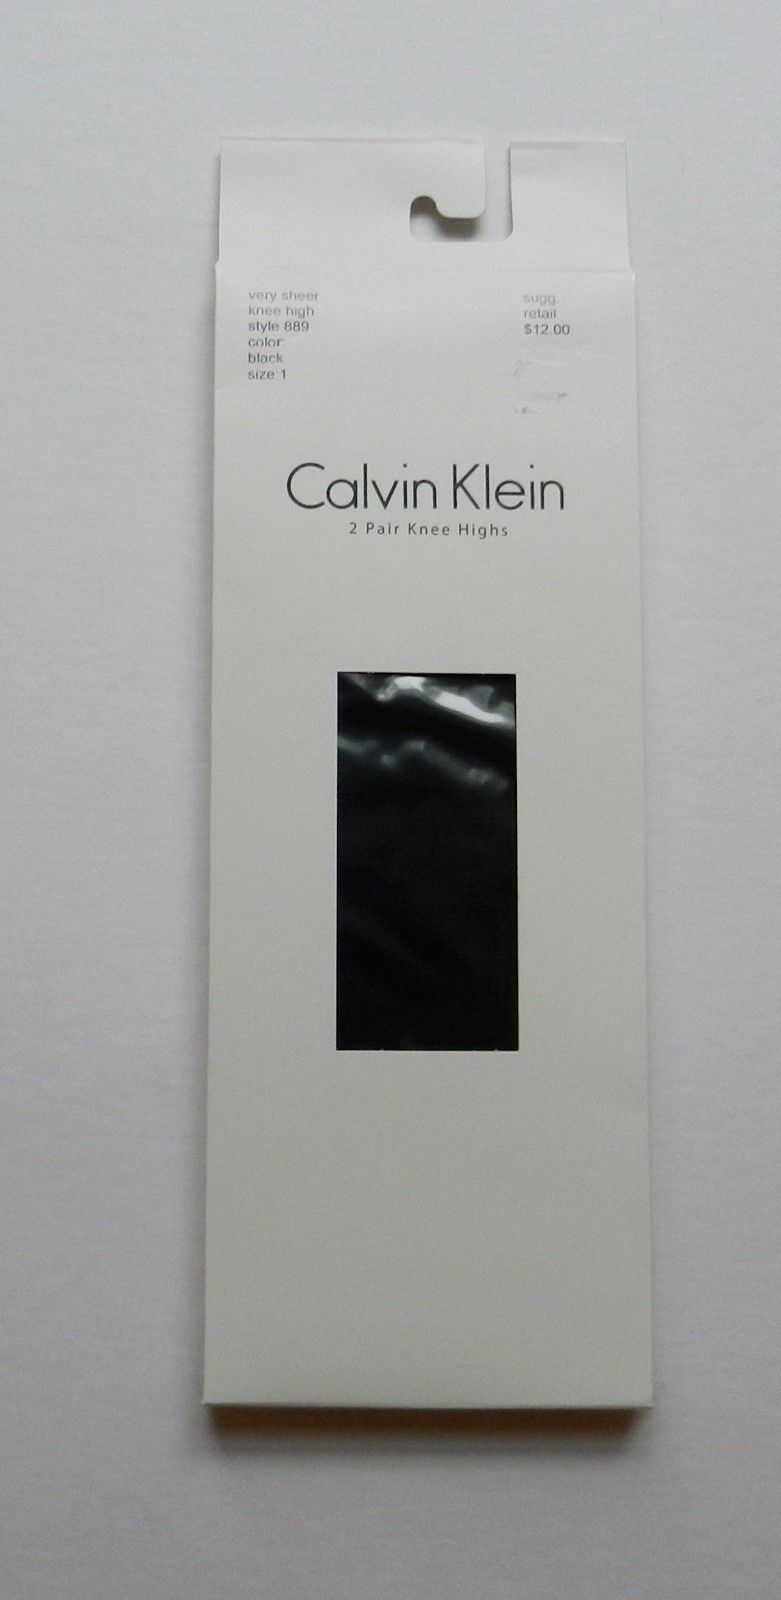 very sheer
knee high
style 889
color
black
size 1
sugg.
retail
$12.00
Calvin Klein
2 Pair Knee Highs